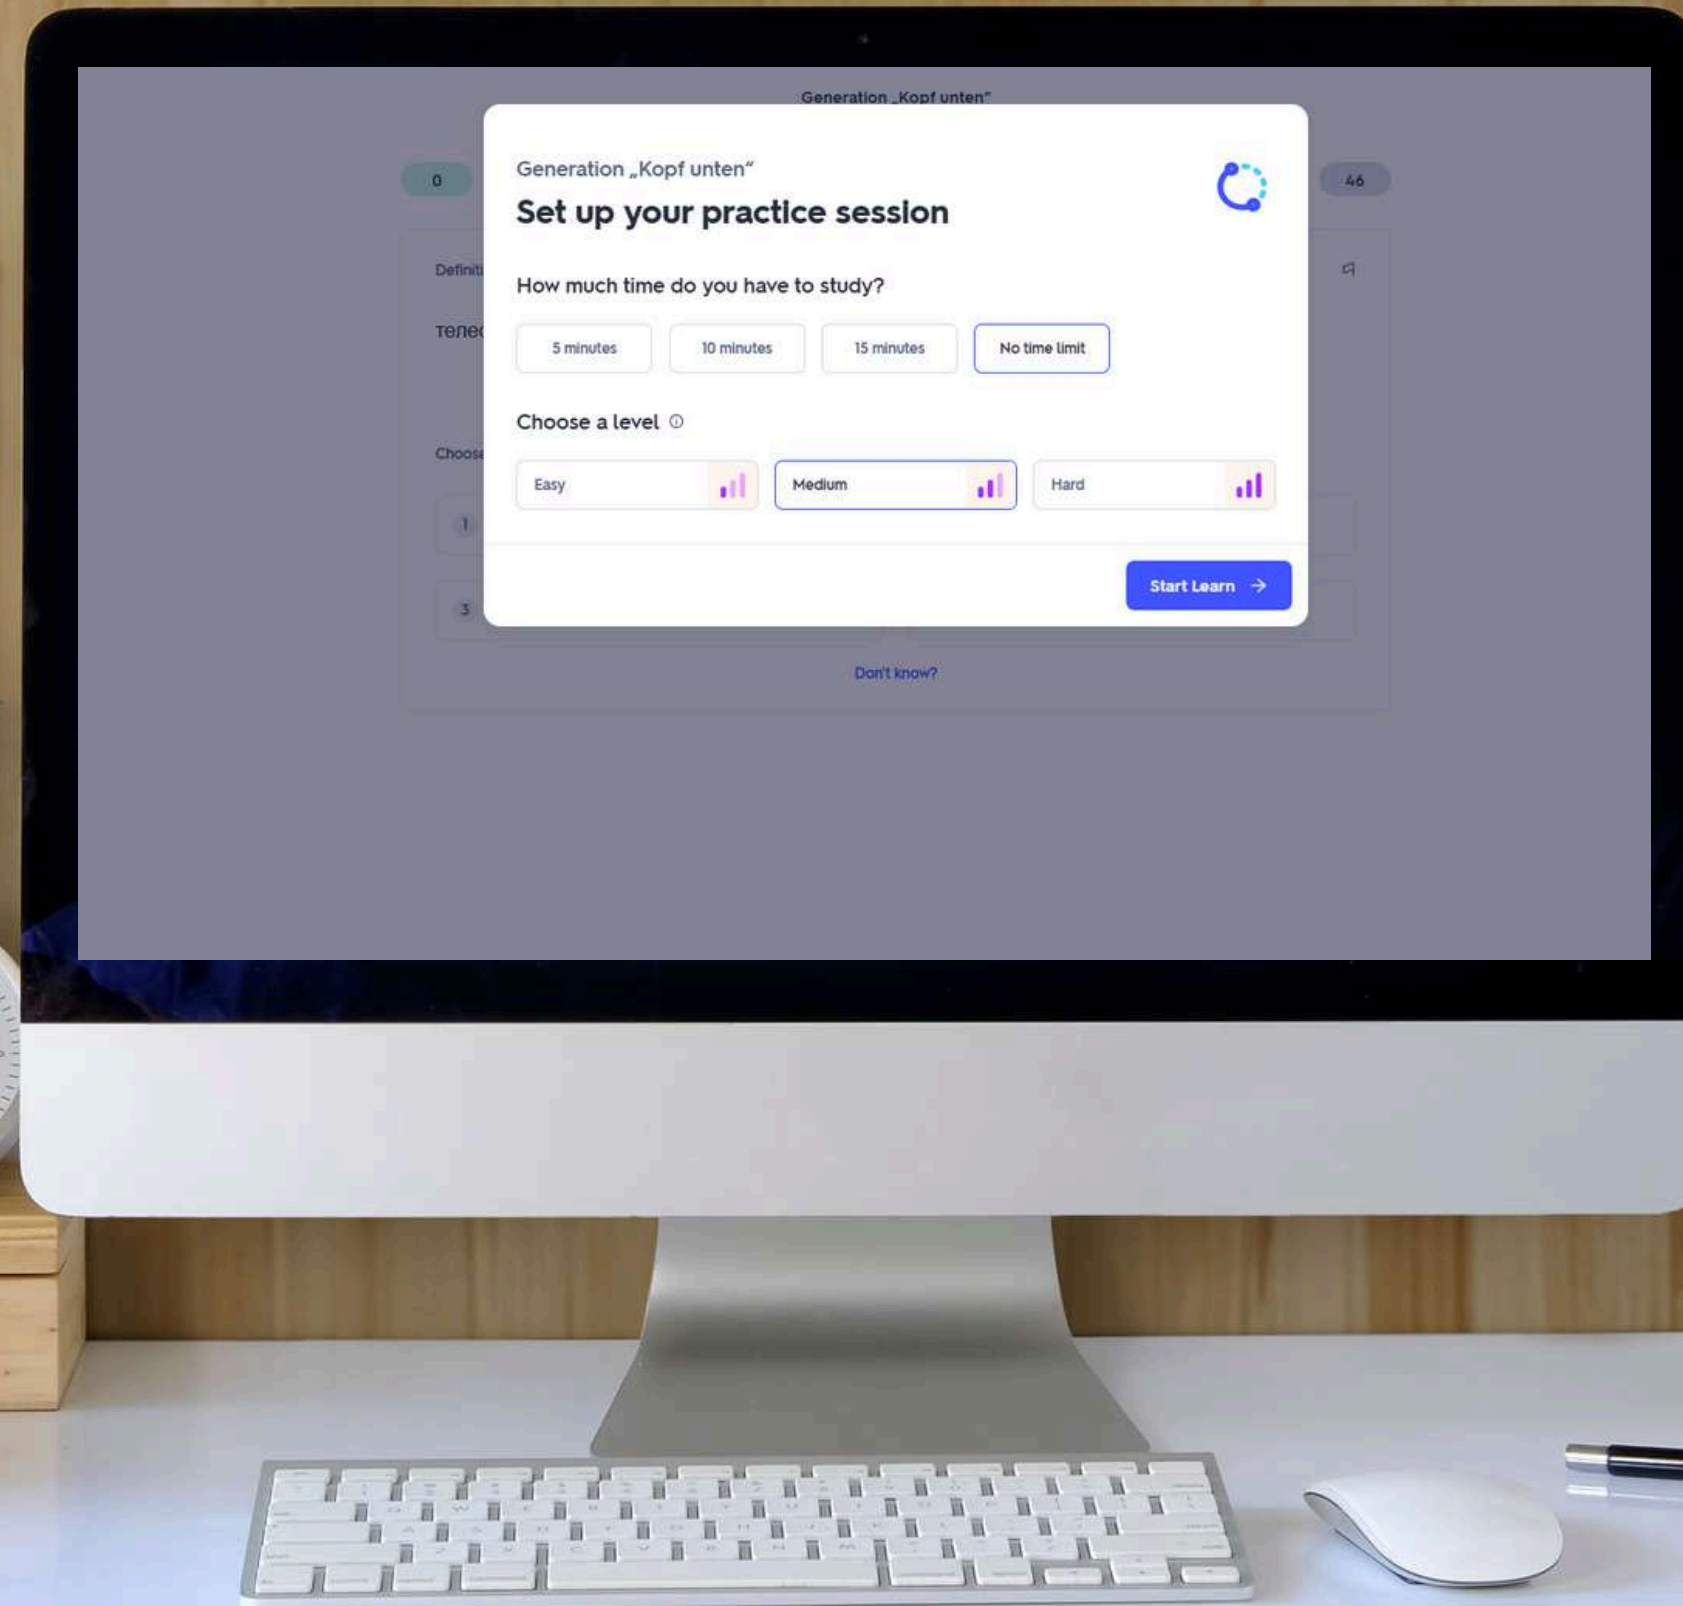 Generation „Kopf unten“
Generation „Kopf unten“
Set up your practice session
0
46
How much time do you have to study?
5 minutes
10 minutes
15 minutes
No time limit
Choose a level
Easy
Medium
Hard
1
3
Start Learn
Don't know?